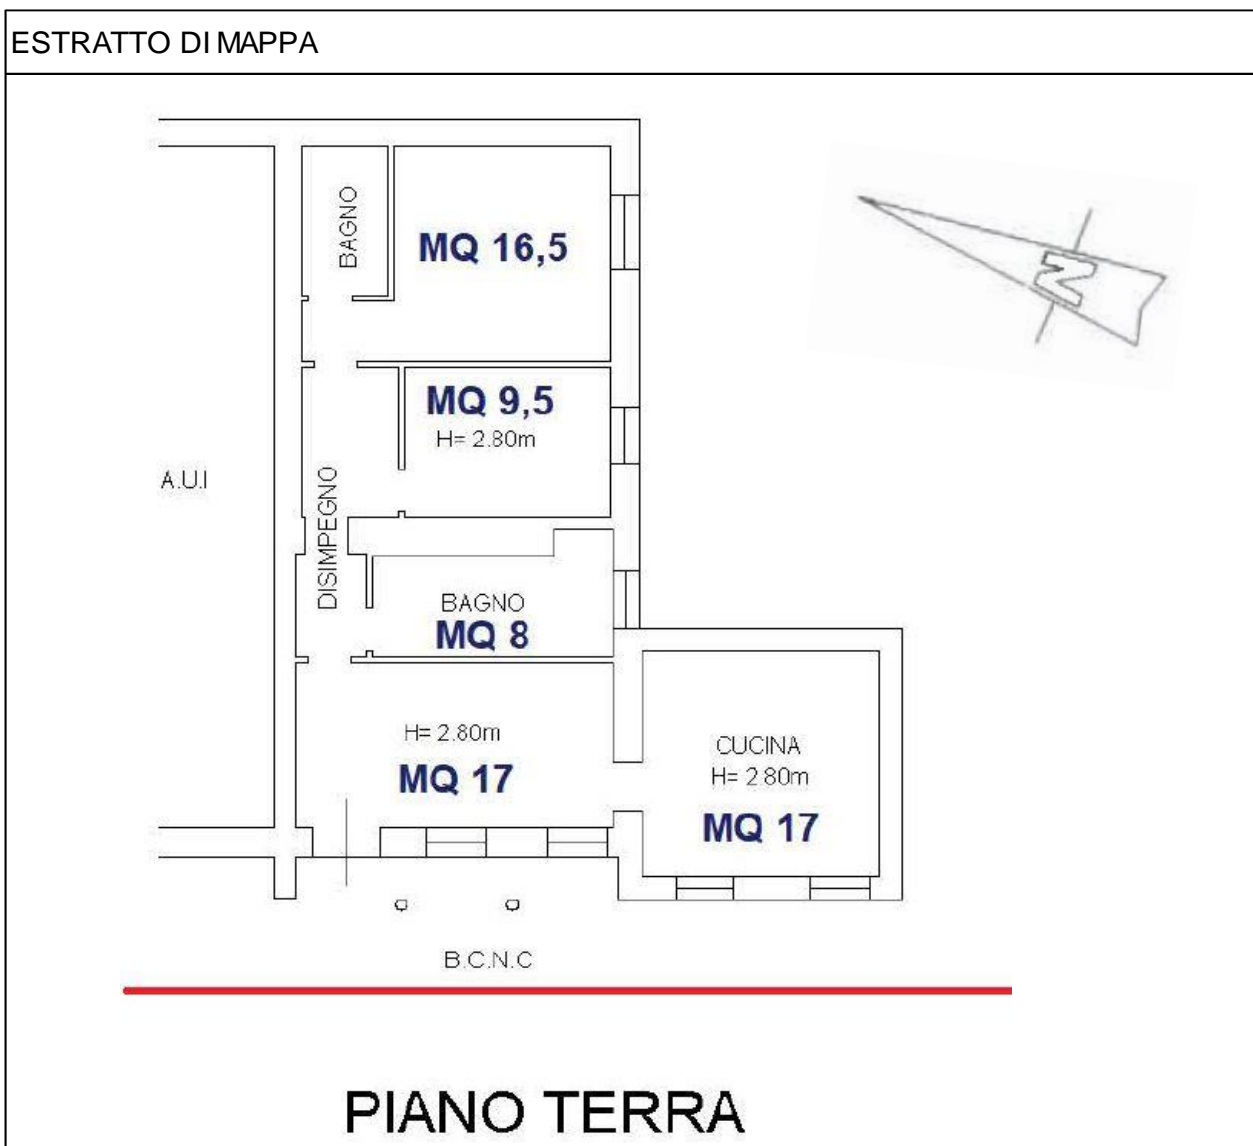 ESTRATTO DI MAPPA
BAGNO
MQ 16,5
N
MQ 9,5
H= 2.80m
A.U.I
DISIMPEGNO
BAGNO
MQ 8
H= 2.80m
MQ 17
CUCINA
H= 2.80m
MQ 17
B.C.N.C
PIANO TERRA